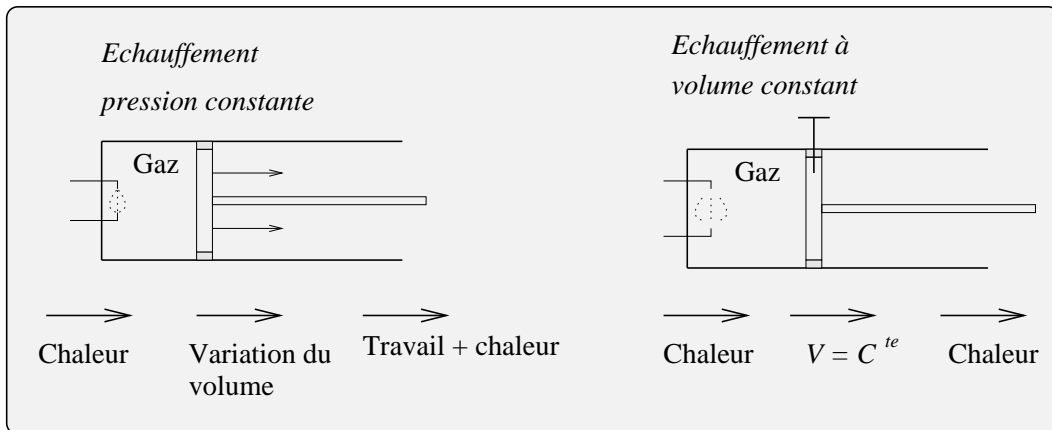 Echauffement
pression constante
Gaz
Chaleur
Variation du
volume
Travail + chaleur
Echauffement à
volume constant
Gaz
Chaleur
V = C te
Chaleur